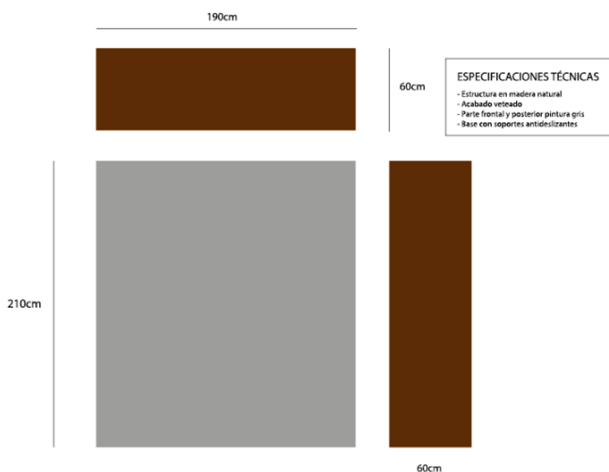 190cm
60cm
ESPECIFICACIONES TÉCNICAS
- Estructura en madera natural
- Acabado veteado
- Parte frontal y posterior pintura gris
- Base con soportes antideslizantes
210cm
60cm